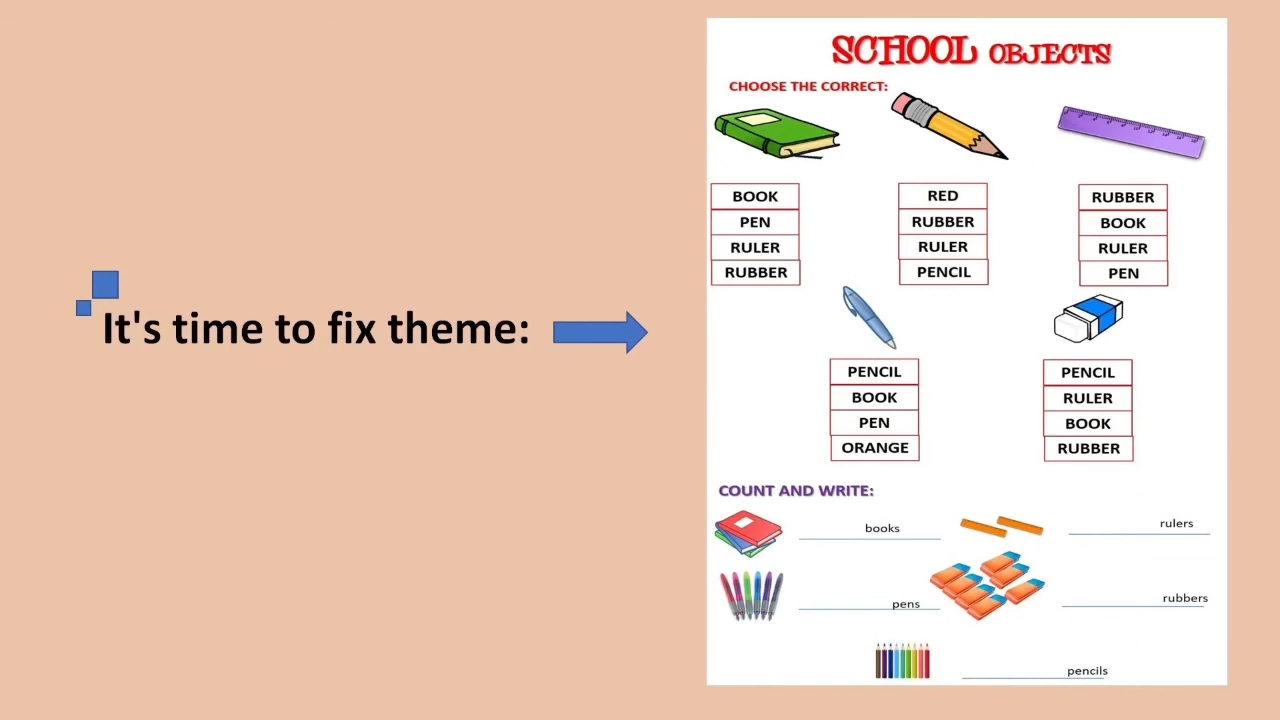 It's time to fix theme:
SCHOOL OBJECTS
CHOOSE THE CORRECT:
BOOK
PEN
RULER
RUBBER
RED
RUBBER
RULER
PENCIL
RUBBER
BOOK
RULER
PEN
PENCIL
BOOK
PEN
ORANGE
PENCIL
RULER
BOOK
RUBBER
COUNT AND WRITE:
books
rulers
pens
rubbers
pencils